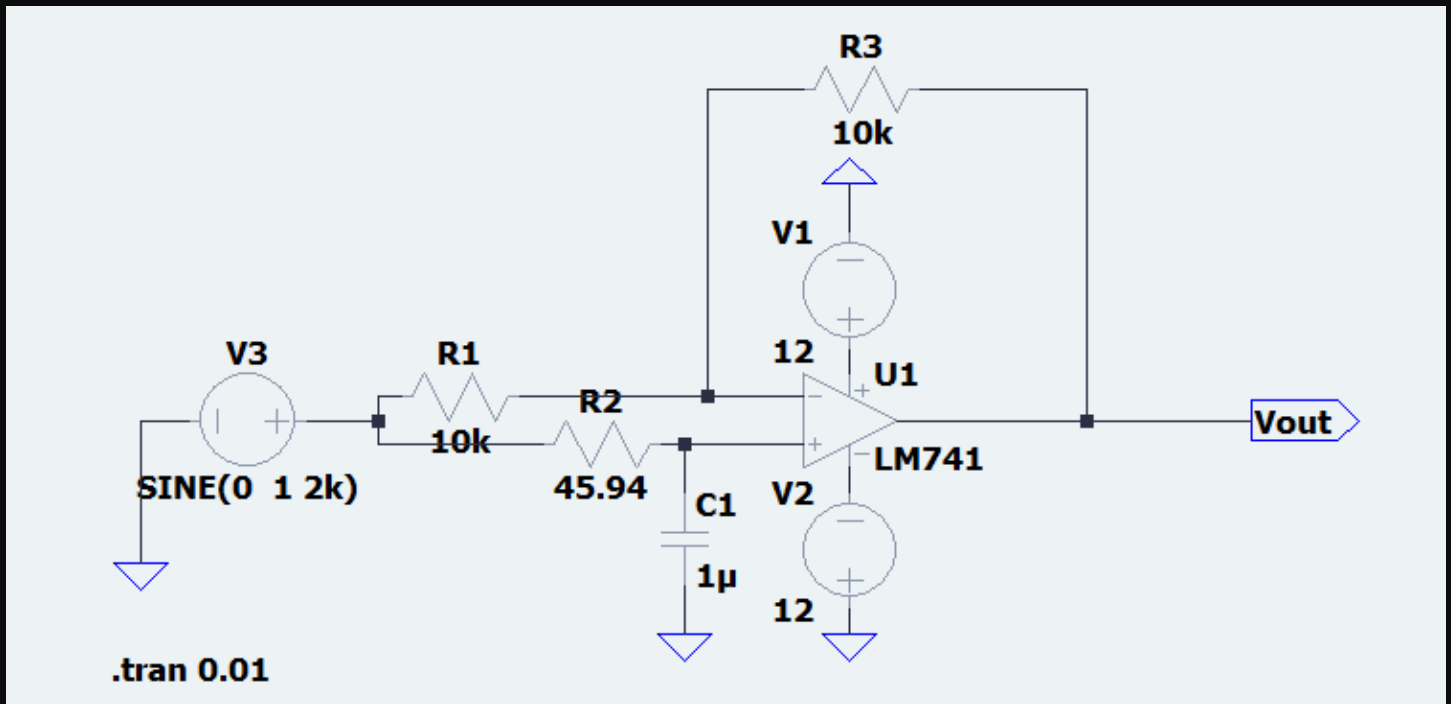 R3
10k
V1
12
V3
R1
U1
R2
10k
Vout
SINE(0 1 2k)
45.94
LM741
V2
C1
1µ
12
.tran 0.01